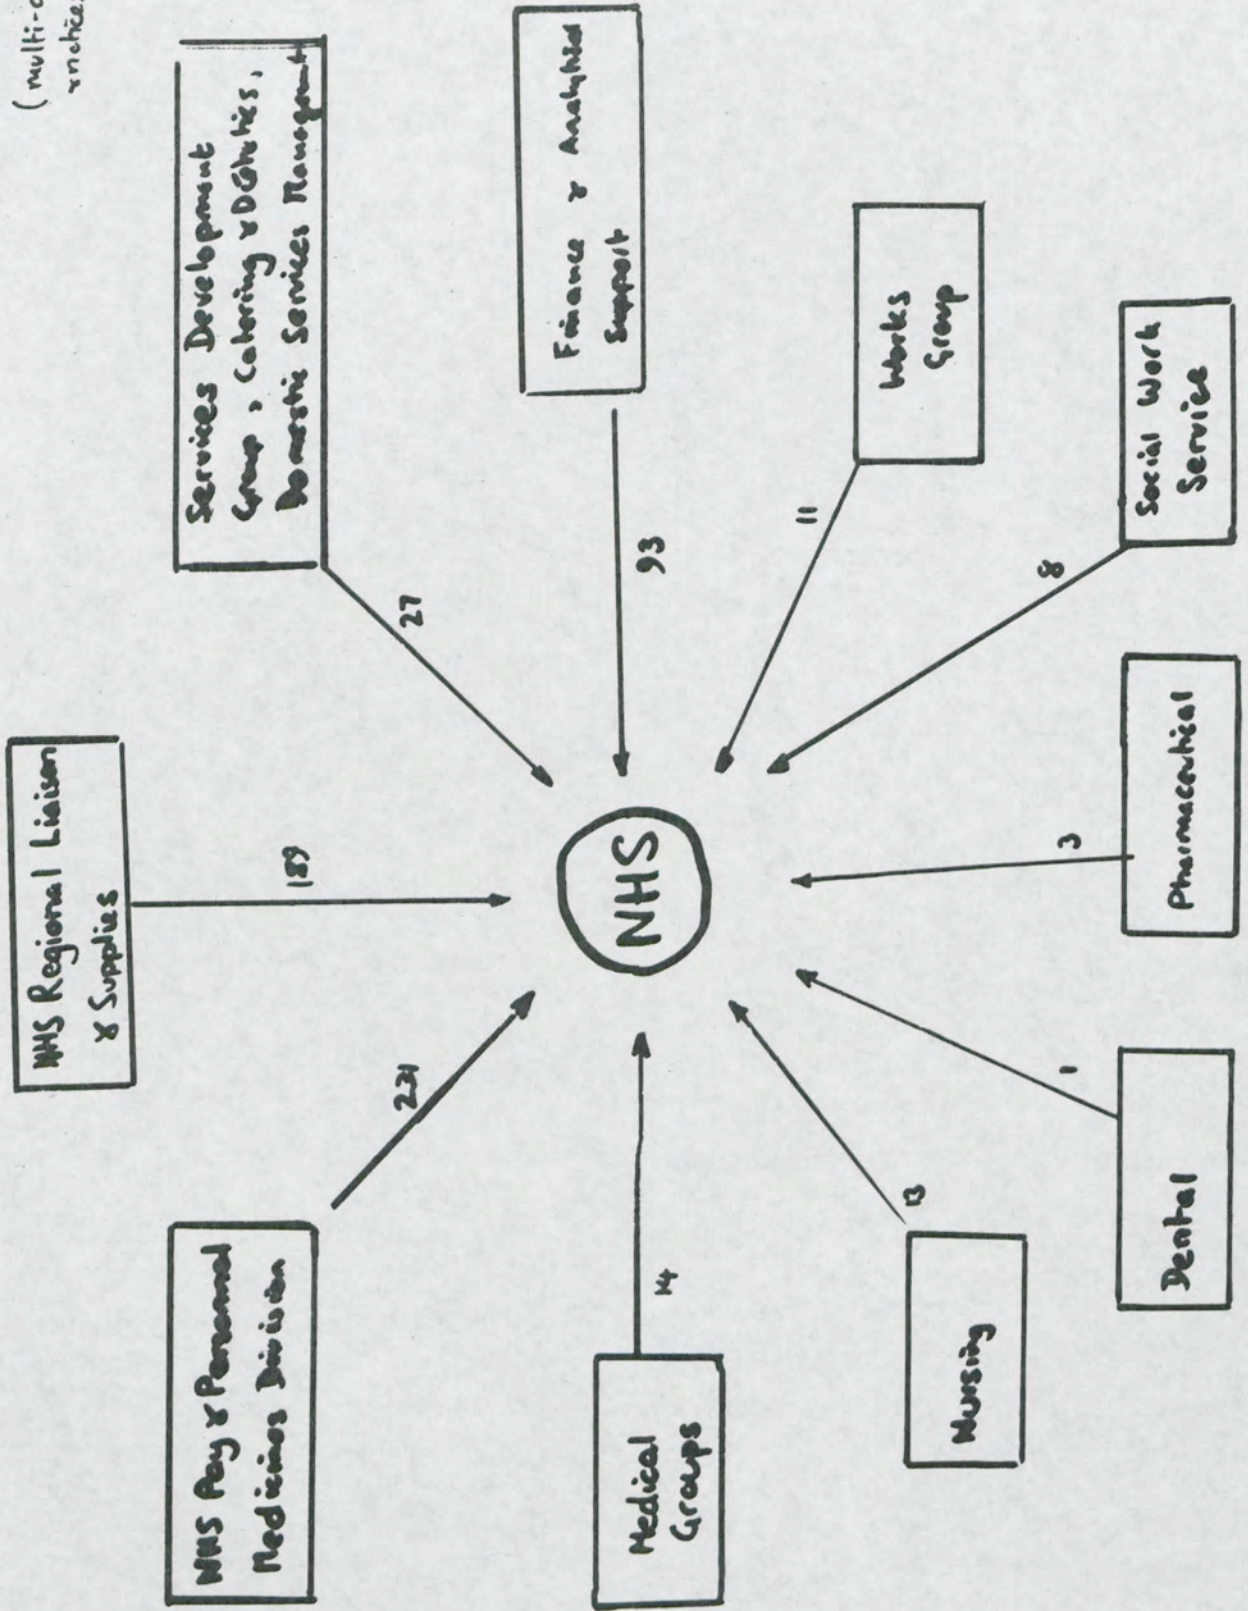 (multi-
NHS Regional Liaison
& Supplies
189
NHS Pay & Personnel
Medicines Division
231
Services Development
Group, Catering & Dietetics,
Domestic Services Management
27
Finance & Analytical
Support
93
NHS
Medical
Groups
14
Works
Group
11
Nursing
13
Dental
1
Pharmaceutical
3
Social Work
Service
8